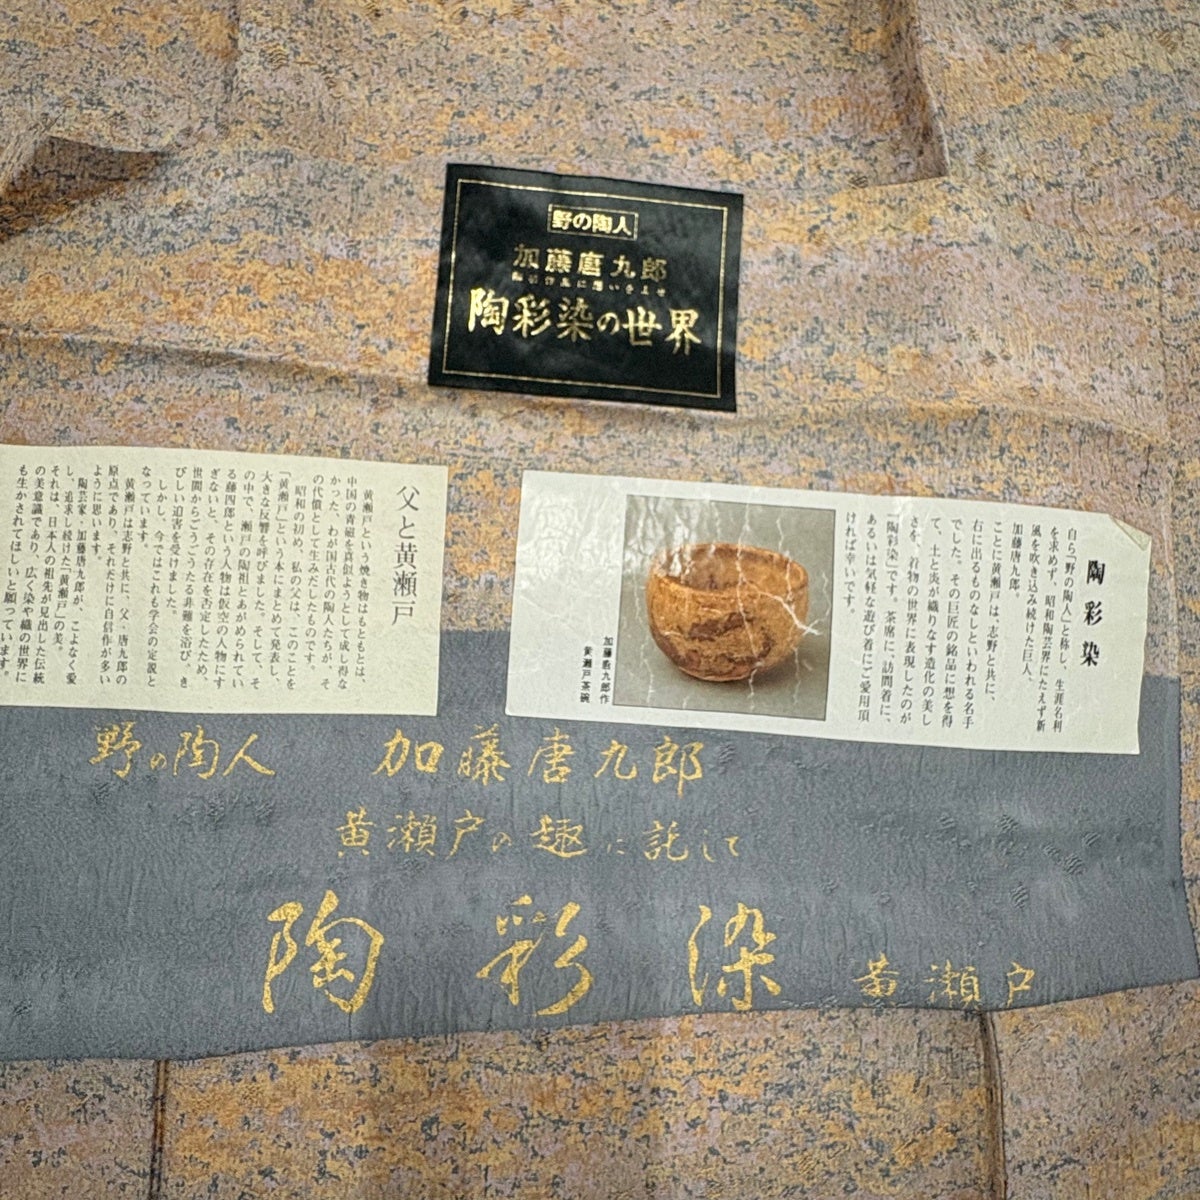 野の陶人
加藤唐九郎
陶芸作品に想いをよせ
陶彩染の世界
陶彩染
自ら「野の陶人」と称し、生涯名利
を求めず、昭和陶芸界にたえず新
風を吹き込み続けた巨人、
加藤唐九郎。
ことに黄瀬戸は、志野と共に、
右に出るものなしといわれる名手
でした。その巨匠の銘品に想を得
て、土と炎が織りなす造化の美し
さを、着物の世界に表現したのが
「陶彩染」です。茶席に、訪問着に、
あるいは気軽な遊び着にご愛用頂
ければ幸いです。
加藤唐九郎作
黄瀬戸茶碗
父と黄瀬戸
黄瀬戸という焼き物はもともとは、
中国の青磁を真似ようとして成し得な
かった、わが国古代の陶人たちが、そ
の代償として生みだしたものです。
昭和の初め、私の父は、このことを
「黄瀬戸」という本にまとめて発表し、
大きな反響を呼びました。そして、そ
の中で、瀬戸の陶祖とあがめられてい
る藤四郎という人物は仮空の人物にす
ぎないと、その存在を否定したため、
世間からごうごうたる非難を浴び、き
びしい迫害を受けました。
しかし、今ではこれも学会の定説と
なっています。
黄瀬戸は志野と共に、父・唐九郎の
原点であり、それだけに自信作が多い
ように思います。
陶芸家・加藤唐九郎が、こよなく愛
し、追求し続けた「黄瀬戸」の美。
それは、日本人の祖先が見出した伝統
の美意識であり、広く染や織の世界に
も生かされてほしいと願っています。
野の陶人 加藤唐九郎
黄瀬戸の趣に託して
陶彩染 黄瀬戸